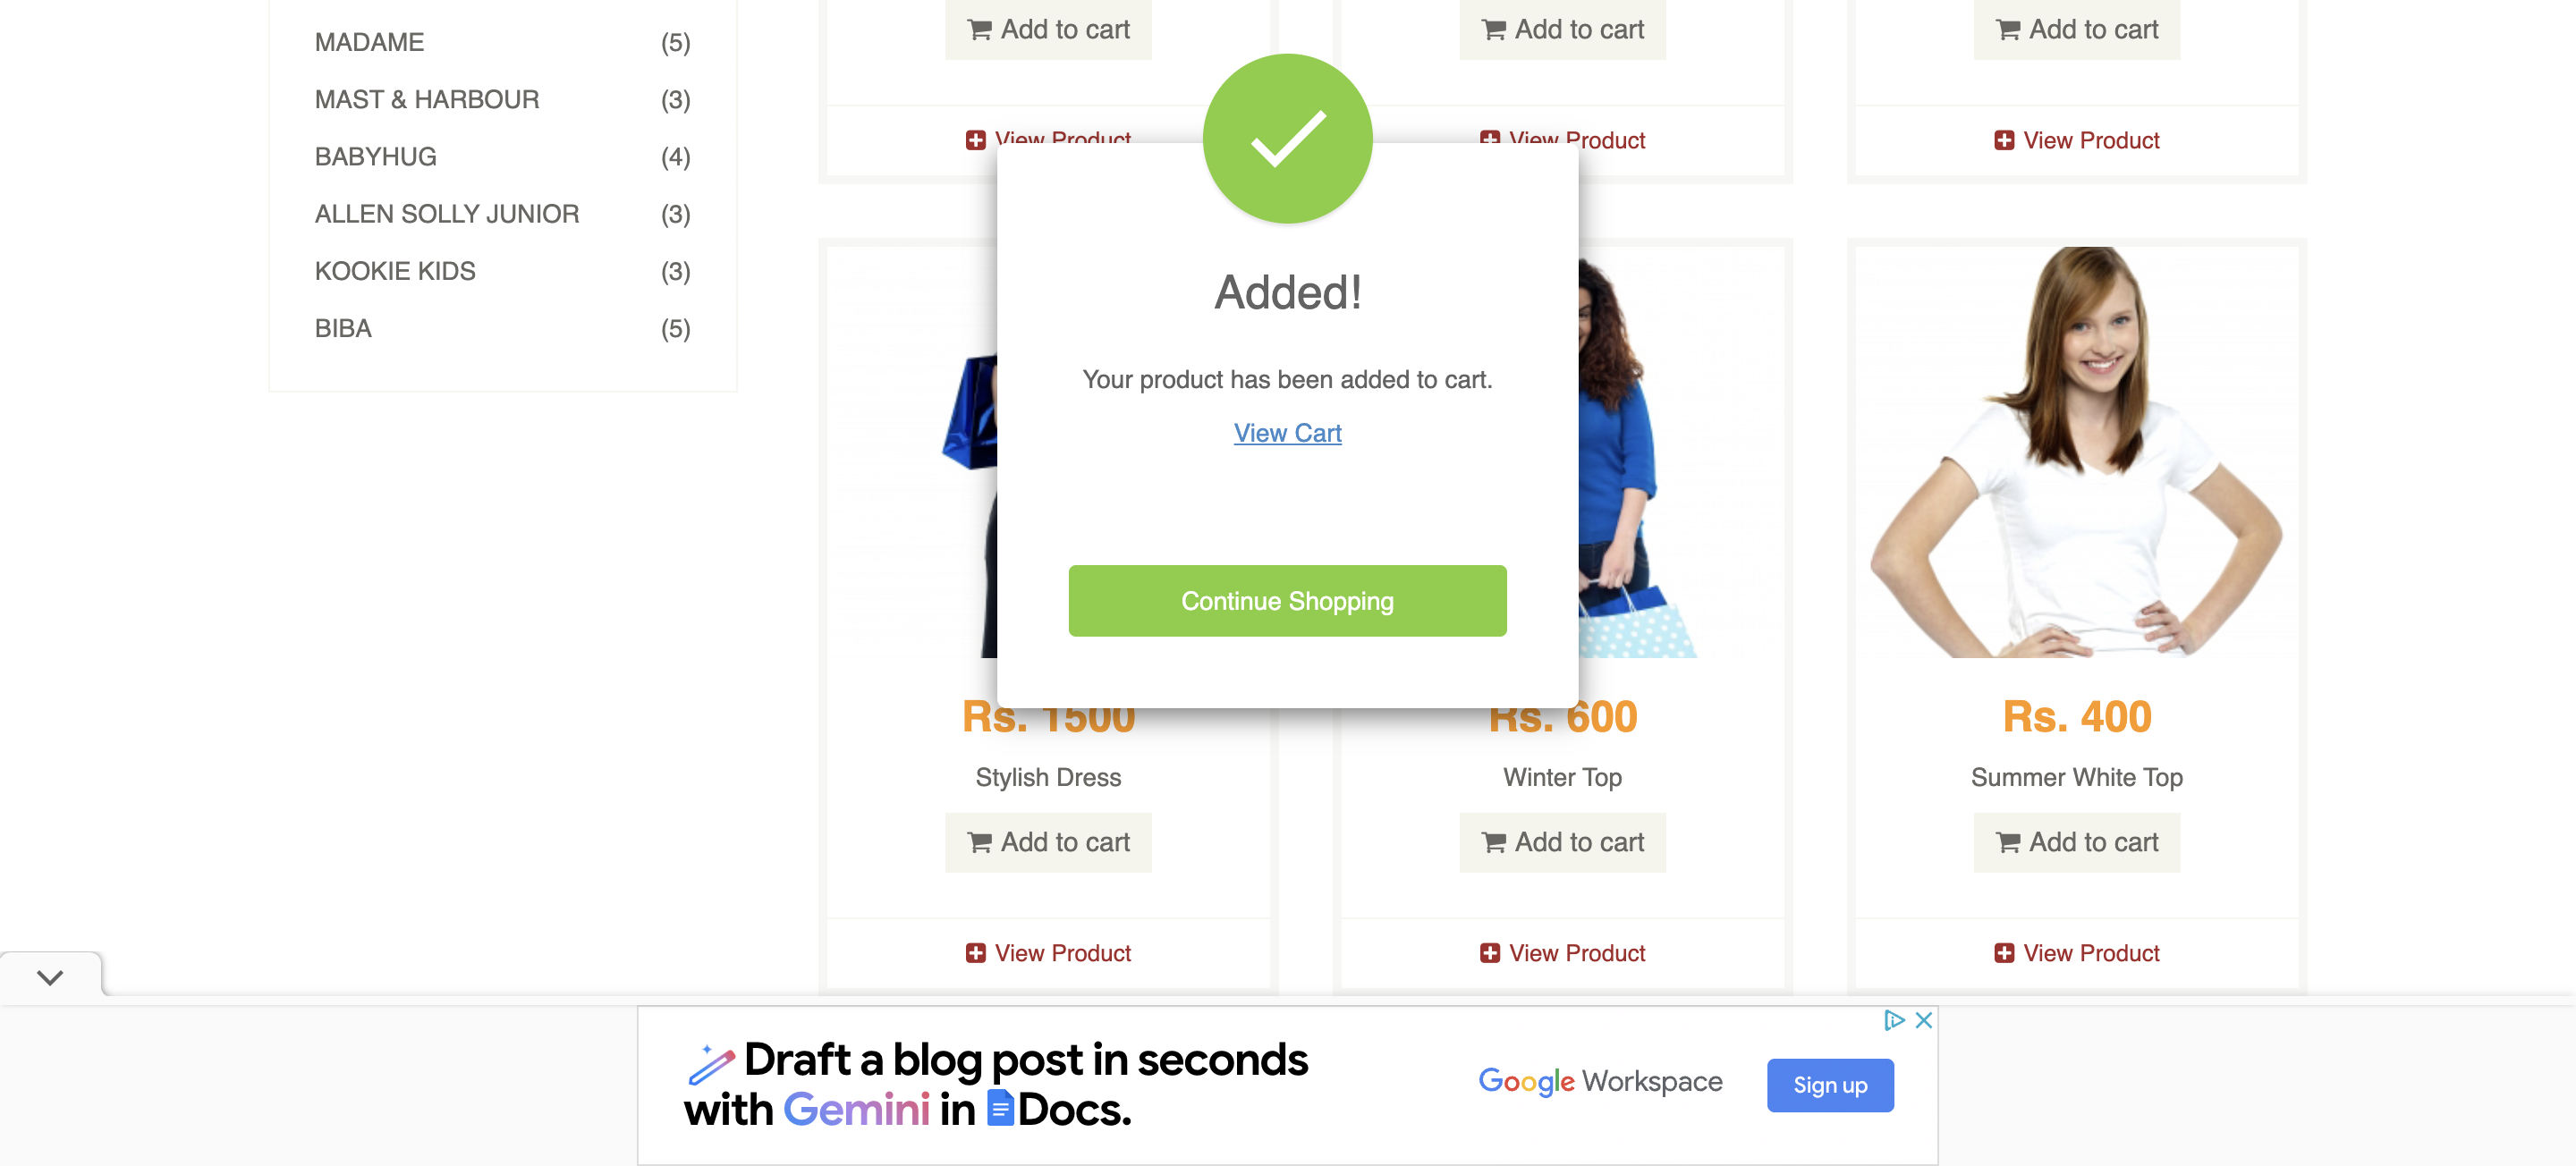 MADAME (5)
MAST & HARBOUR (3)
BABYHUG (4)
ALLEN SOLLY JUNIOR (3)
KOOKIE KIDS (3)
BIBA (5)
Add to cart
Add to cart
Add to cart
View Product
View Product
View Product
Added!
Your product has been added to cart.
View Cart
Continue Shopping
Rs. 1500
Rs. 600
Rs. 400
Stylish Dress
Winter Top
Summer White Top
Add to cart
Add to cart
Add to cart
View Product
View Product
View Product
Draft a blog post in seconds
with Gemini in Docs.
Google Workspace
Sign up